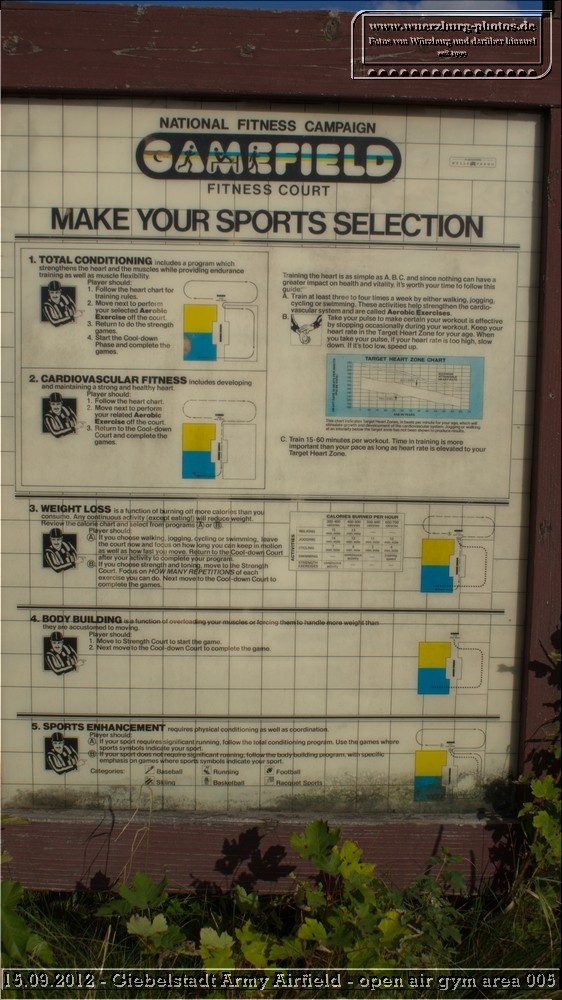 www.wuerzburg-photos.de
Fotos von Würzburg und darüber hinaus!
seit 1999
NATIONAL FITNESS CAMPAIGN
GAMEFIELD
FITNESS COURT
MAKE YOUR SPORTS SELECTION
1. TOTAL CONDITIONING includes a program which
strengthens the heart and the muscles while providing endurance
training as well as muscle flexibility.
Player should:
1. Follow the heart chart for
training rules.
2. Move next to perform
your selected Aerobic
Exercise off the court.
3. Return to do the strength
games.
4. Start the Cool-down
Phase and complete the
games.
2. CARDIOVASCULAR FITNESS includes developing
and maintaining a strong and healthy heart.
Player should:
1. Follow the heart chart.
2. Move next to perform
your related Aerobic
Exercise off the court.
3. Return to the Cool-down
Court and complete the
games.
Training the heart is as simple as A, B, C, and since nothing can have a
greater impact on health and vitality, it's worth your time to follow this
guide:
A. Train at least three to four times a week by either walking, jogging,
cycling or swimming. These activities help strengthen the cardio-
vascular system and are called Aerobic Exercises.
B. Take your pulse to make certain your workout is effective
by stopping occasionally during your workout. Keep your
heart rate in the Target Heart Zone for your age. When
you take your pulse, if your heart rate is too high, slow
down. If it's too low, speed up.
TARGET HEART ZONE CHART
C. Train 15-60 minutes per workout. Time in training is more
important than your pace as long as heart rate is elevated to your
Target Heart Zone.
3. WEIGHT LOSS is a function of burning off more calories than you
consume. Any continuous activity (except eating!) will reduce weight.
Review the calorie chart and select from programs A or B.
Player should:
A If you choose walking, jogging, cycling or swimming, leave
the court now and focus on how long you can keep in motion
as well as how fast you move. Return to the Cool-down Court
after your activity to complete your program.
B If you choose strength and toning, move to the Strength
Court. Focus on HOW MANY REPETITIONS of each
exercise you can do. Next move to the Cool-down Court to
complete the games.
CALORIES BURNED PER HOUR
ACTIVITIES
WALKING
JOGGING
CYCLING
SWIMMING
4. BODY BUILDING is a function of overloading your muscles or forcing them to handle more weight than
they are accustomed to moving.
Player should:
1. Move to Strength Court to start the game.
2. Next move to the Cool-down Court to complete the game.
5. SPORTS ENHANCEMENT requires physical conditioning as well as coordination.
Player should:
A If your sport requires significant running, follow the total conditioning program. Use the games where
sports symbols indicate your sport.
B If your sport does not require significant running, follow the body building program, with specific
emphasis on games where sports symbols indicate your sport.
Categories: Baseball Running Football
Skiing Basketball Racquet Sports
15.09.2012 - Giebelstadt Army Airfield - open air gym area 005